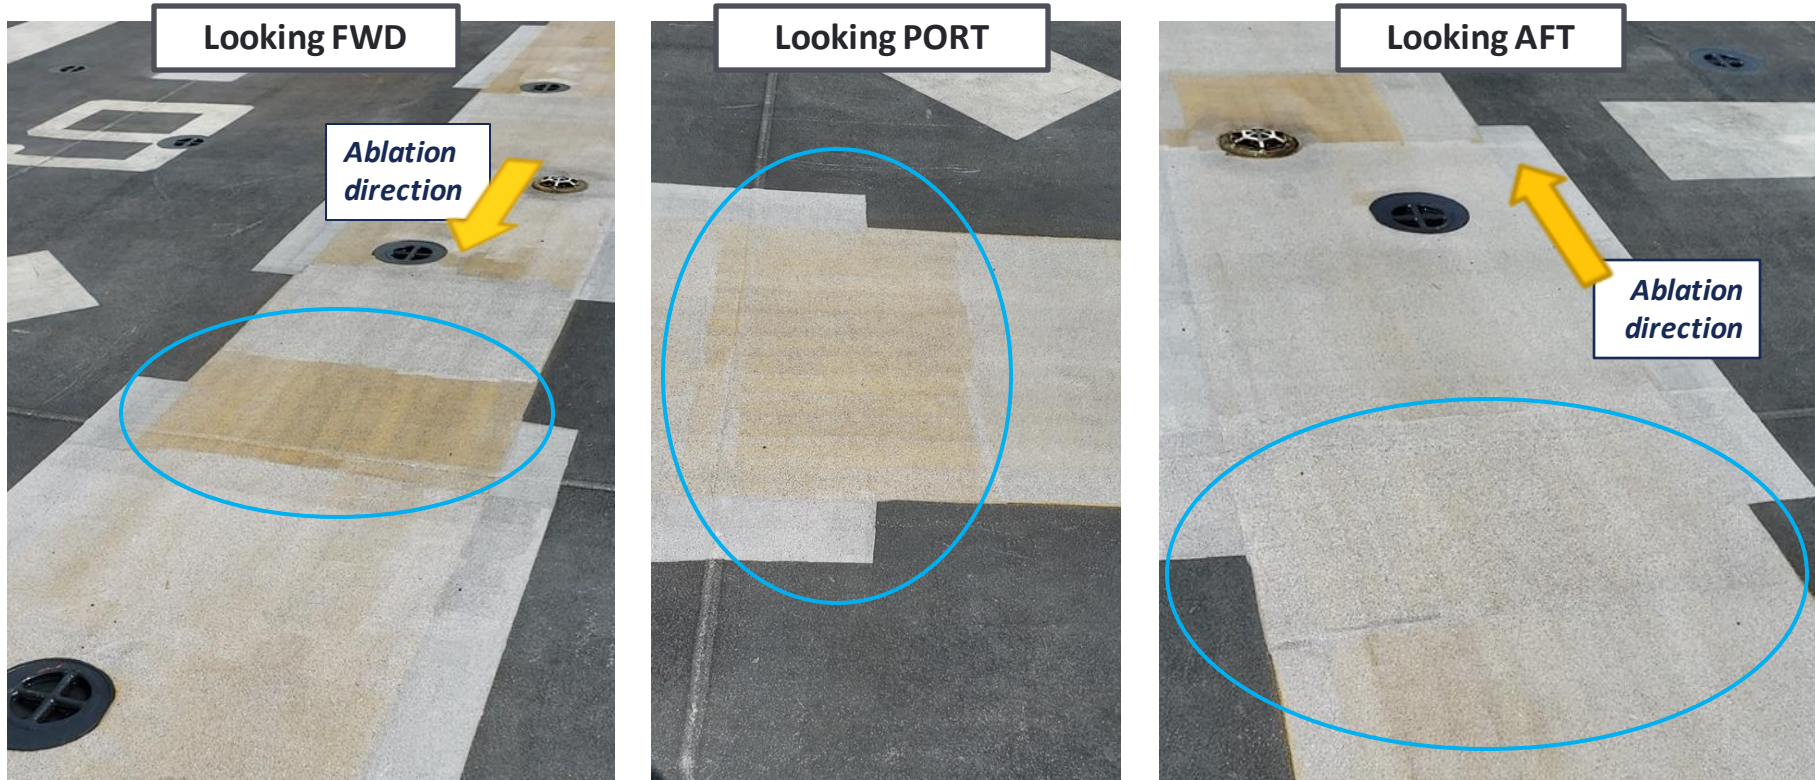 Looking FWD
Looking PORT
Looking AFT
Ablation
direction
Ablation
direction